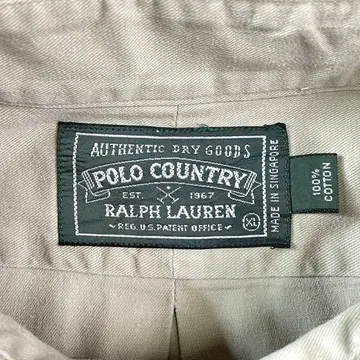 AUTHENTIC DRY GOODS
POLO COUNTRY
EST. 1967
RALPH LAUREN
~REG. U.S. PATENT OFFICE~
XL
MADE IN SINGAPORE
100%
COTTON